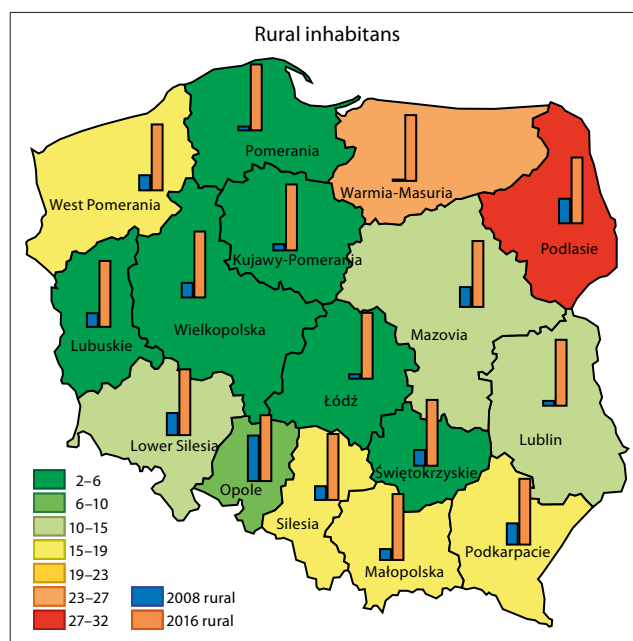 Rural inhabitans
Pomerania
Warmia-Masuria
West Pomerania
Podlasie
Kujawy-Pomerania
Wielkopolska
Mazovia
Lubuskie
Łódź
Lower Silesia
Lublin
Świętokrzyskie
Opole
Silesia
Podkarpacie
Małopolska
2–6
6–10
10–15
15–19
19–23
23–27
27–32
2008 rural
2016 rural